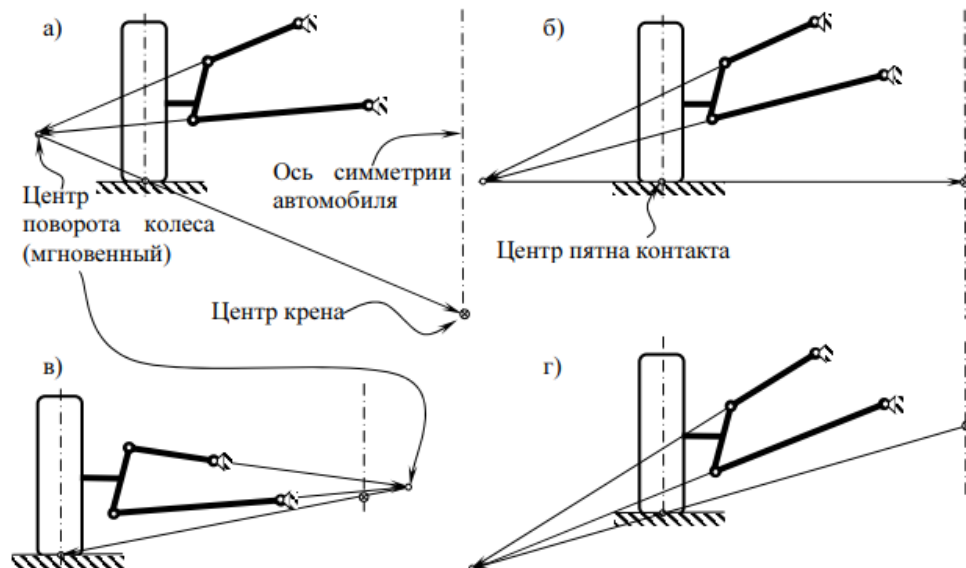 а)
б)
Ось симметрии
автомобиля
Центр
поворота колеса
(мгновенный)
Центр пятна контакта
Центр крена
в)
г)